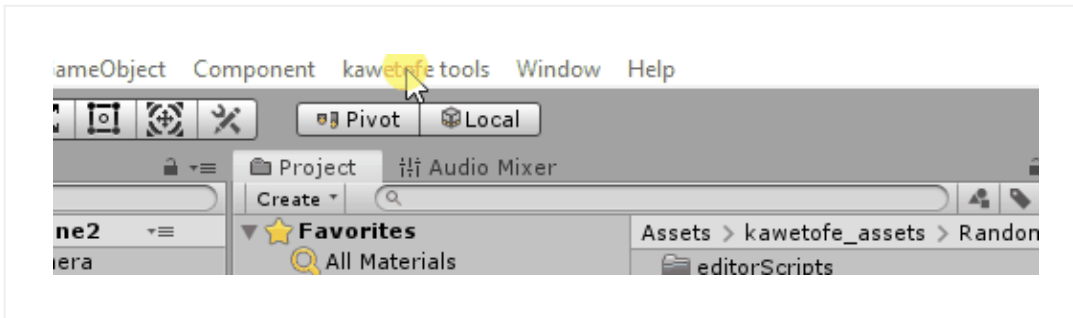 ameObject Component kawetofe tools Window Help
Pivot Local
Project Audio Mixer
Create
ne2
Favorites
Assets > kawetofe_assets > Random
era
All Materials
editorScripts